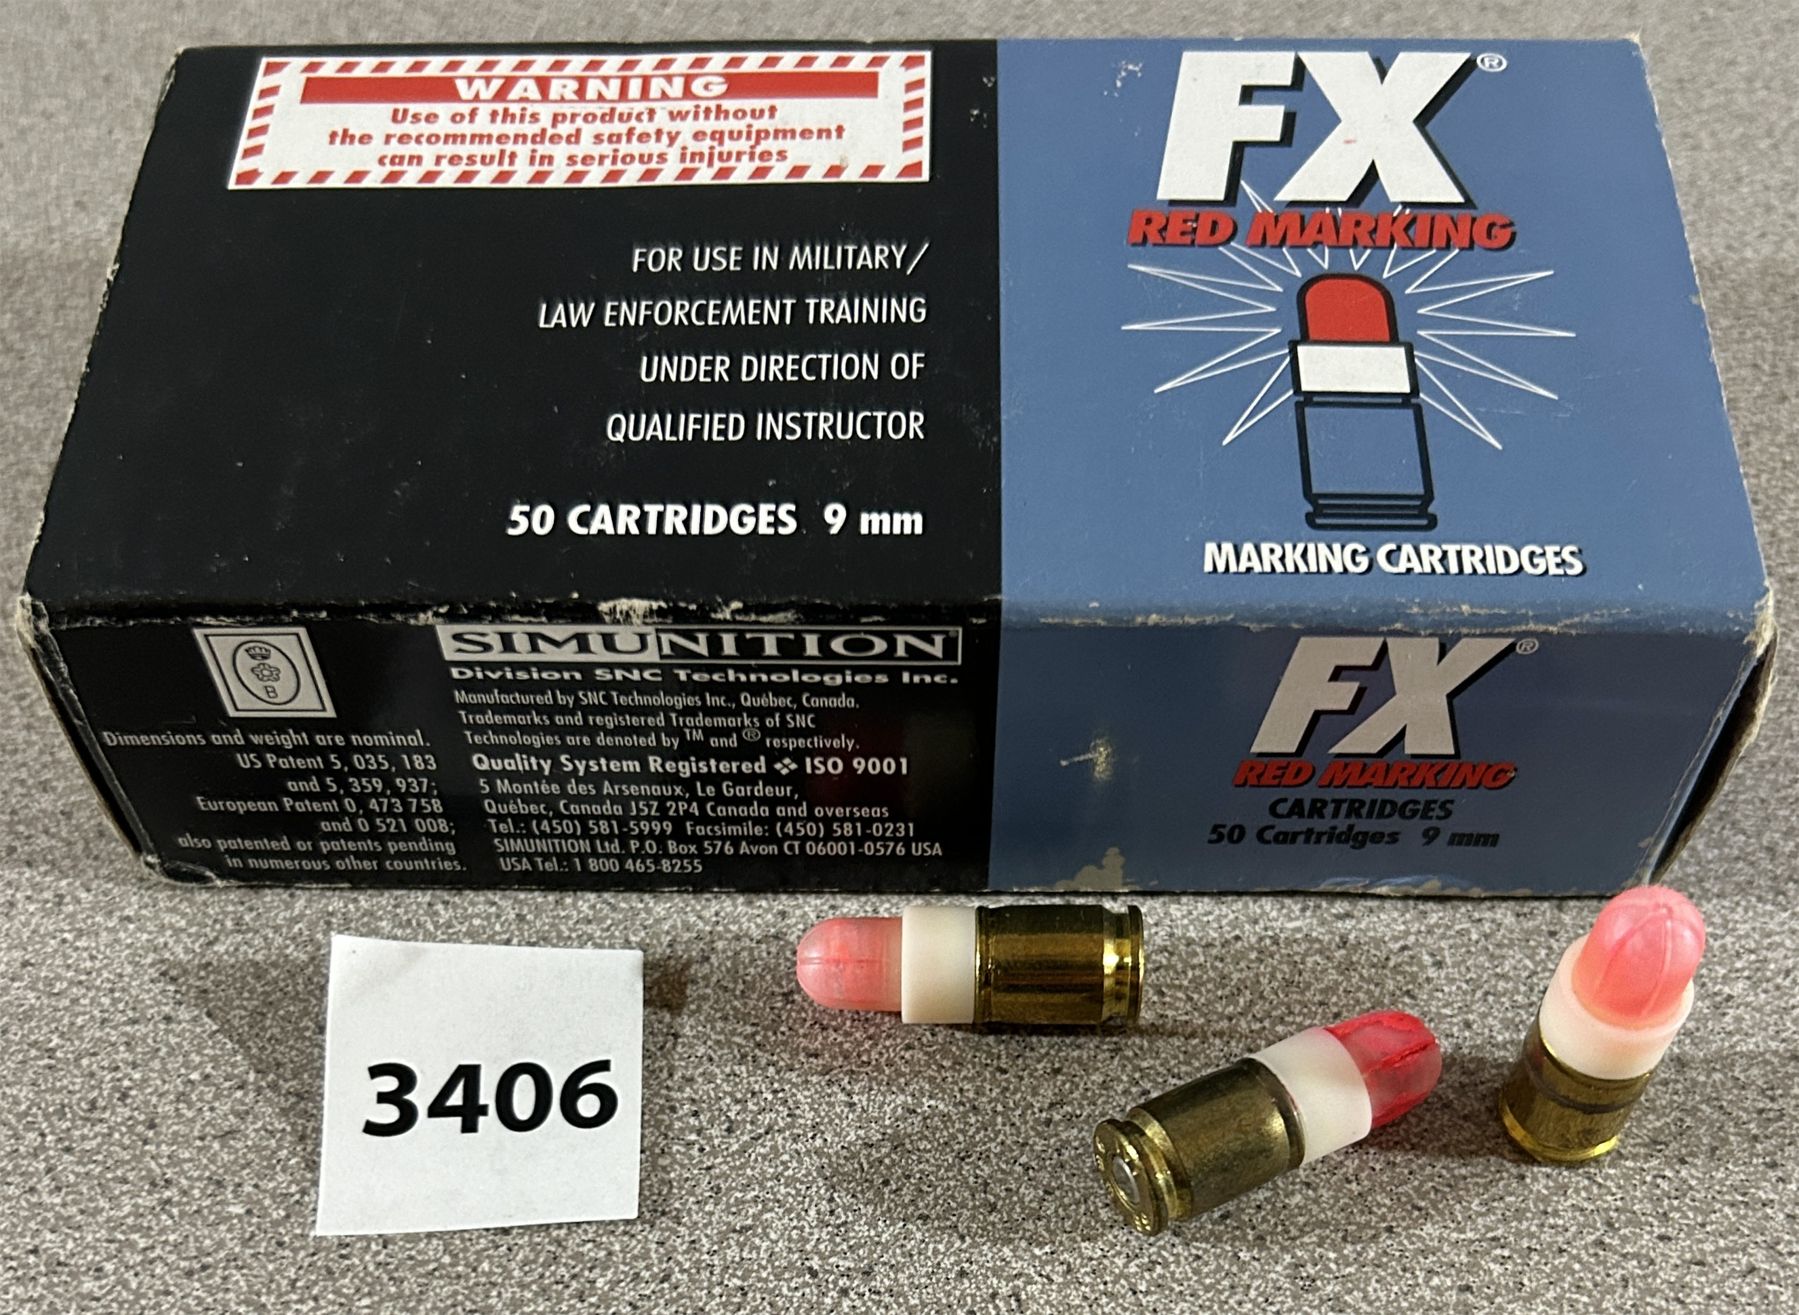 WARNING
Use of this product without
the recommended safety equipment
can result in serious injuries
FOR USE IN MILITARY/
LAW ENFORCEMENT TRAINING
UNDER DIRECTION OF
QUALIFIED INSTRUCTOR
50 CARTRIDGES 9 mm
FX®
RED MARKING
MARKING CARTRIDGES
B
Dimensions and weight are nominal.
US Patent 5, 035, 183
and 5, 359, 937;
European Patent 0, 473 758
and 0 521 008;
also patented or patents pending
in numerous other countries.
SIMUNITION®
Division SNC Technologies Inc.
Manufactured by SNC Technologies Inc., Québec, Canada.
Trademarks and registered Trademarks of SNC
Technologies are denoted by ™ and ® respectively.
Quality System Registered ❖ ISO 9001
5 Montée des Arsenaux, Le Gardeur,
Québec, Canada J5Z 2P4 Canada and overseas
Tel.: (450) 581-5999 Facsimile: (450) 581-0231
SIMUNITION Ltd. P.O. Box 576 Avon CT 06001-0576 USA
USA Tel.: 1 800 465-8255
FX®
RED MARKING
CARTRIDGES
50 Cartridges 9 mm
3406